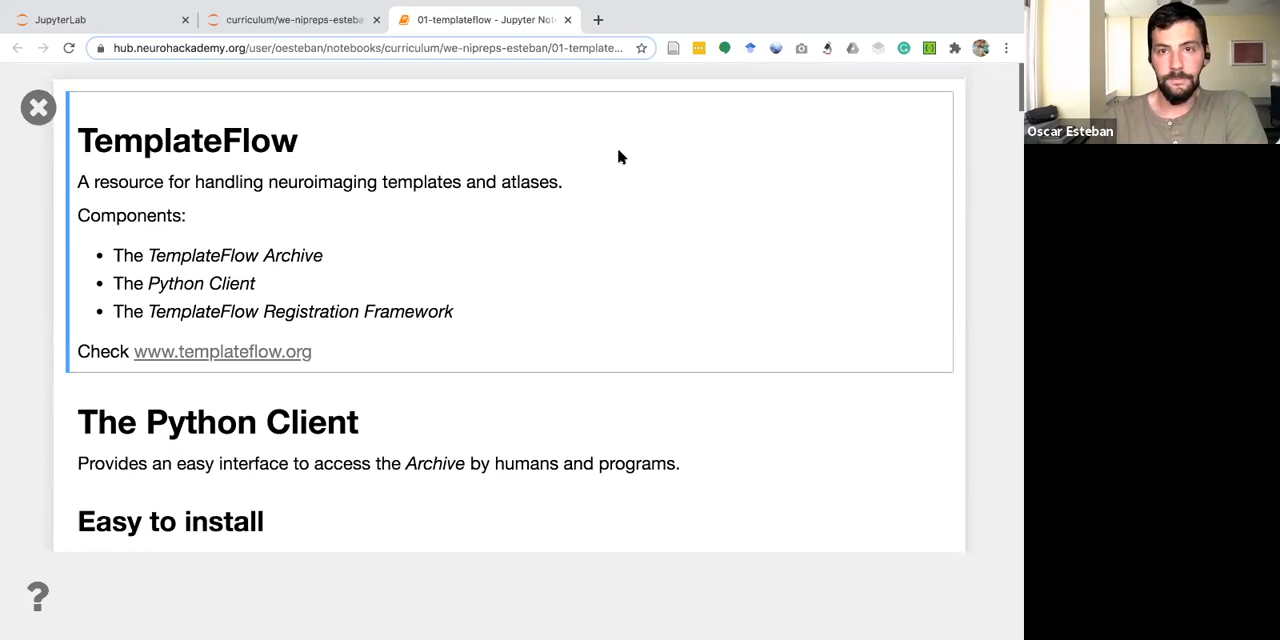 JupyterLab
curriculum/we-nipreps-esteba
01-templateflow - Jupyter Not
hub.neurohackademy.org/user/oesteban/notebooks/curriculum/we-nipreps-esteban/01-template...
Oscar Esteban
TemplateFlow
A resource for handling neuroimaging templates and atlases.
Components:
• The TemplateFlow Archive
• The Python Client
• The TemplateFlow Registration Framework
Check www.templateflow.org
The Python Client
Provides an easy interface to access the Archive by humans and programs.
Easy to install
?